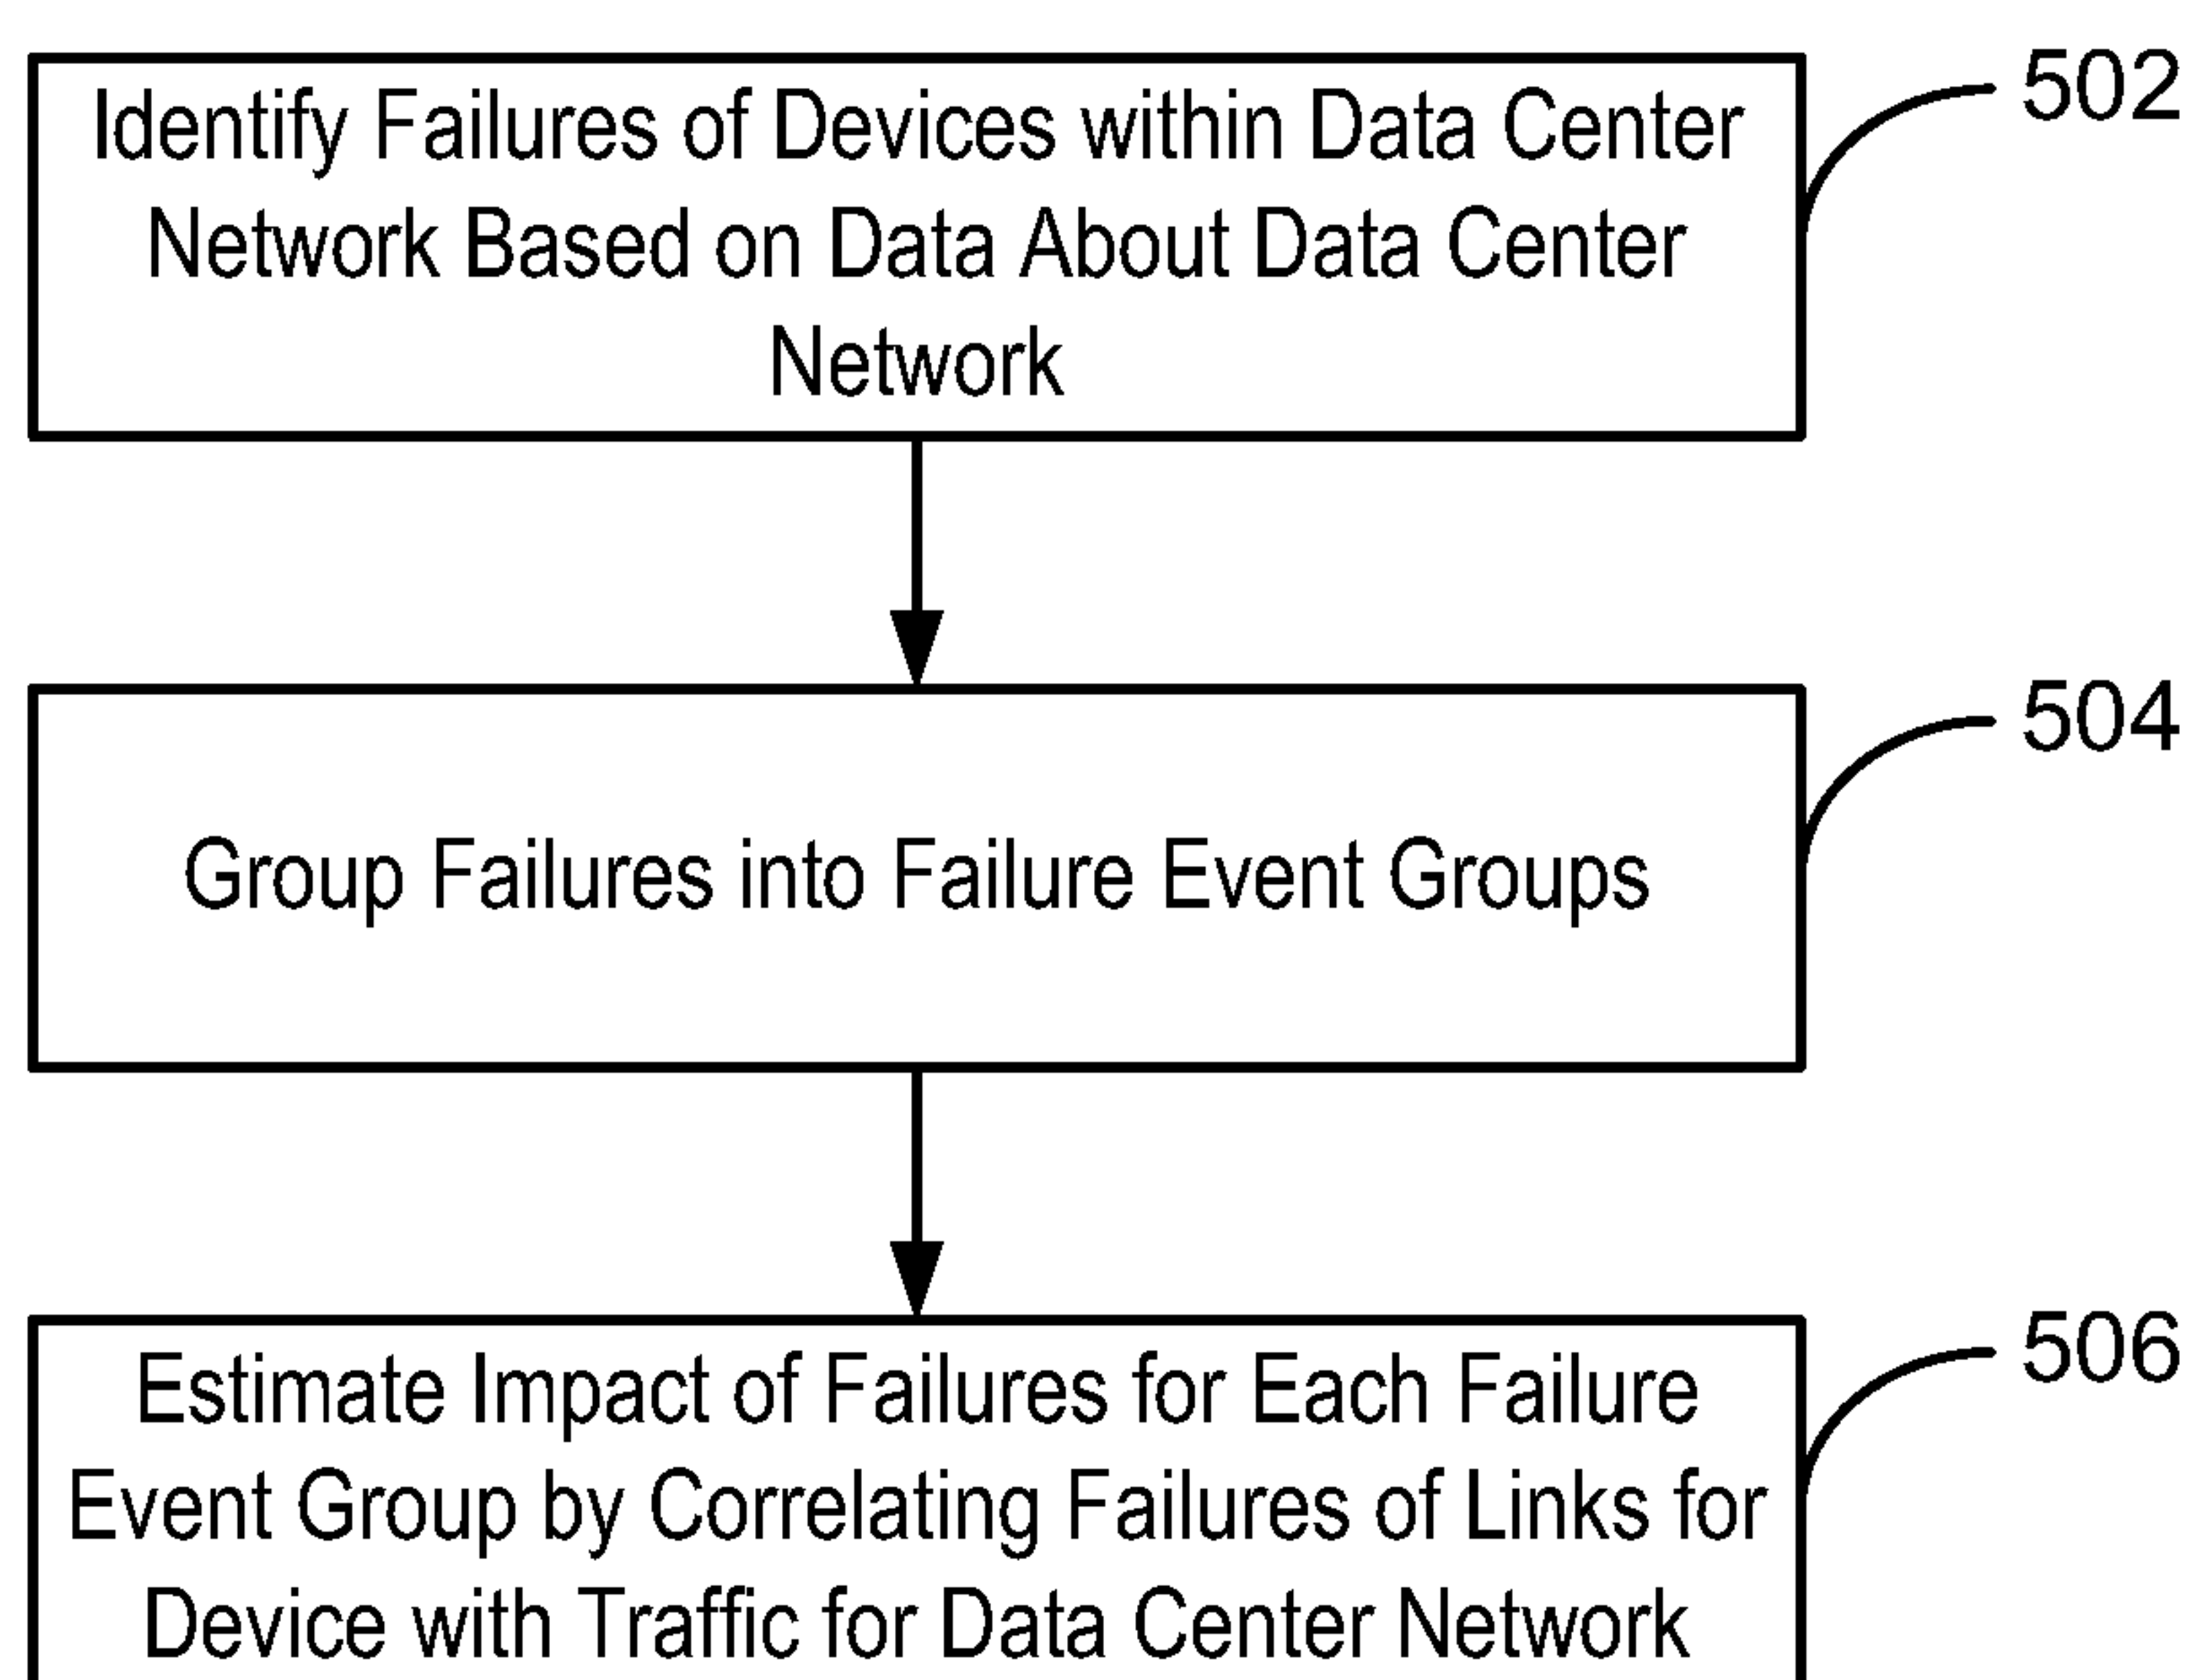 Identify Failures of Devices within Data Center
Network Based on Data About Data Center
Network
502
Group Failures into Failure Event Groups
504
Estimate Impact of Failures for Each Failure
Event Group by Correlating Failures of Links for
Device with Traffic for Data Center Network
506